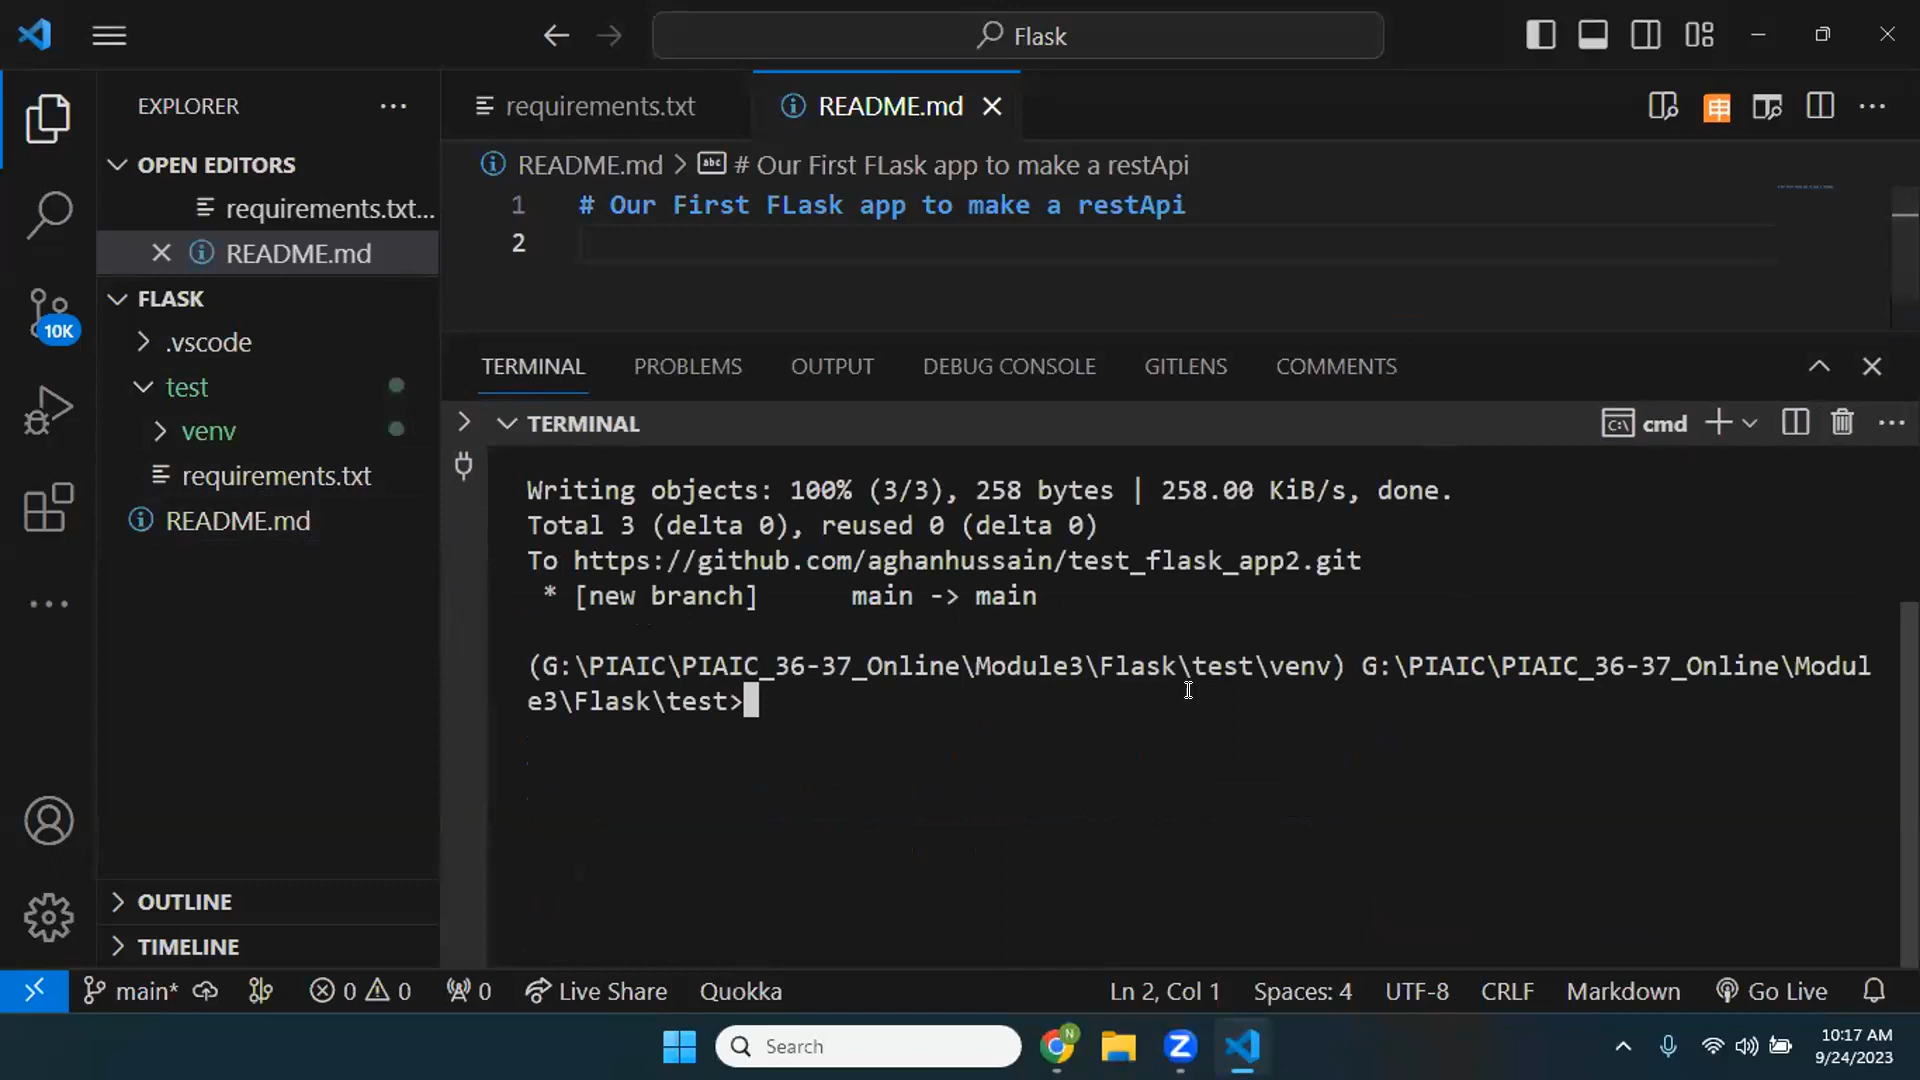 Flask
EXPLORER
requirements.txt
README.md
OPEN EDITORS
requirements.txt...
README.md
FLASK
.vscode
test
venv
requirements.txt
README.md
OUTLINE
TIMELINE
10K
README.md > abc # Our First FLask app to make a restApi
1 # Our First FLask app to make a restApi
2
TERMINAL PROBLEMS OUTPUT DEBUG CONSOLE GITLENS COMMENTS
TERMINAL
cmd
Writing objects: 100% (3/3), 258 bytes | 258.00 KiB/s, done.
Total 3 (delta 0), reused 0 (delta 0)
To https://github.com/aghanhussain/test_flask_app2.git
* [new branch] main -> main
(G:\PIAIC\PIAIC_36-37_Online\Module3\Flask\test\venv) G:\PIAIC\PIAIC_36-37_Online\Modul
e3\Flask\test>
main* 0 0 0 Live Share Quokka Ln 2, Col 1 Spaces: 4 UTF-8 CRLF Markdown Go Live
Search
N
10:17 AM
9/24/2023